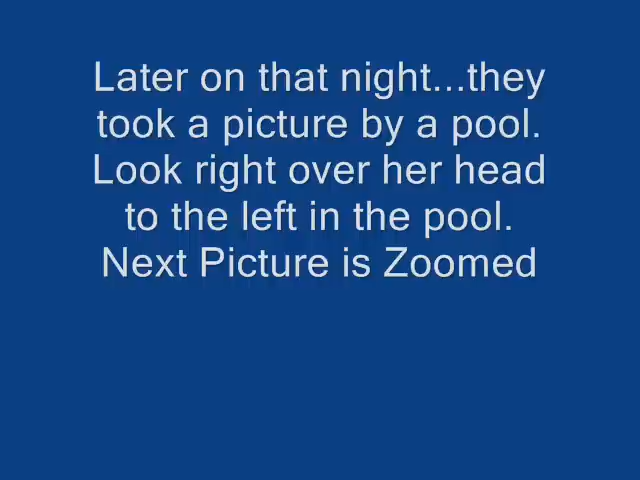 Later on that night...they
took a picture by a pool.
Look right over her head
to the left in the pool.
Next Picture is Zoomed